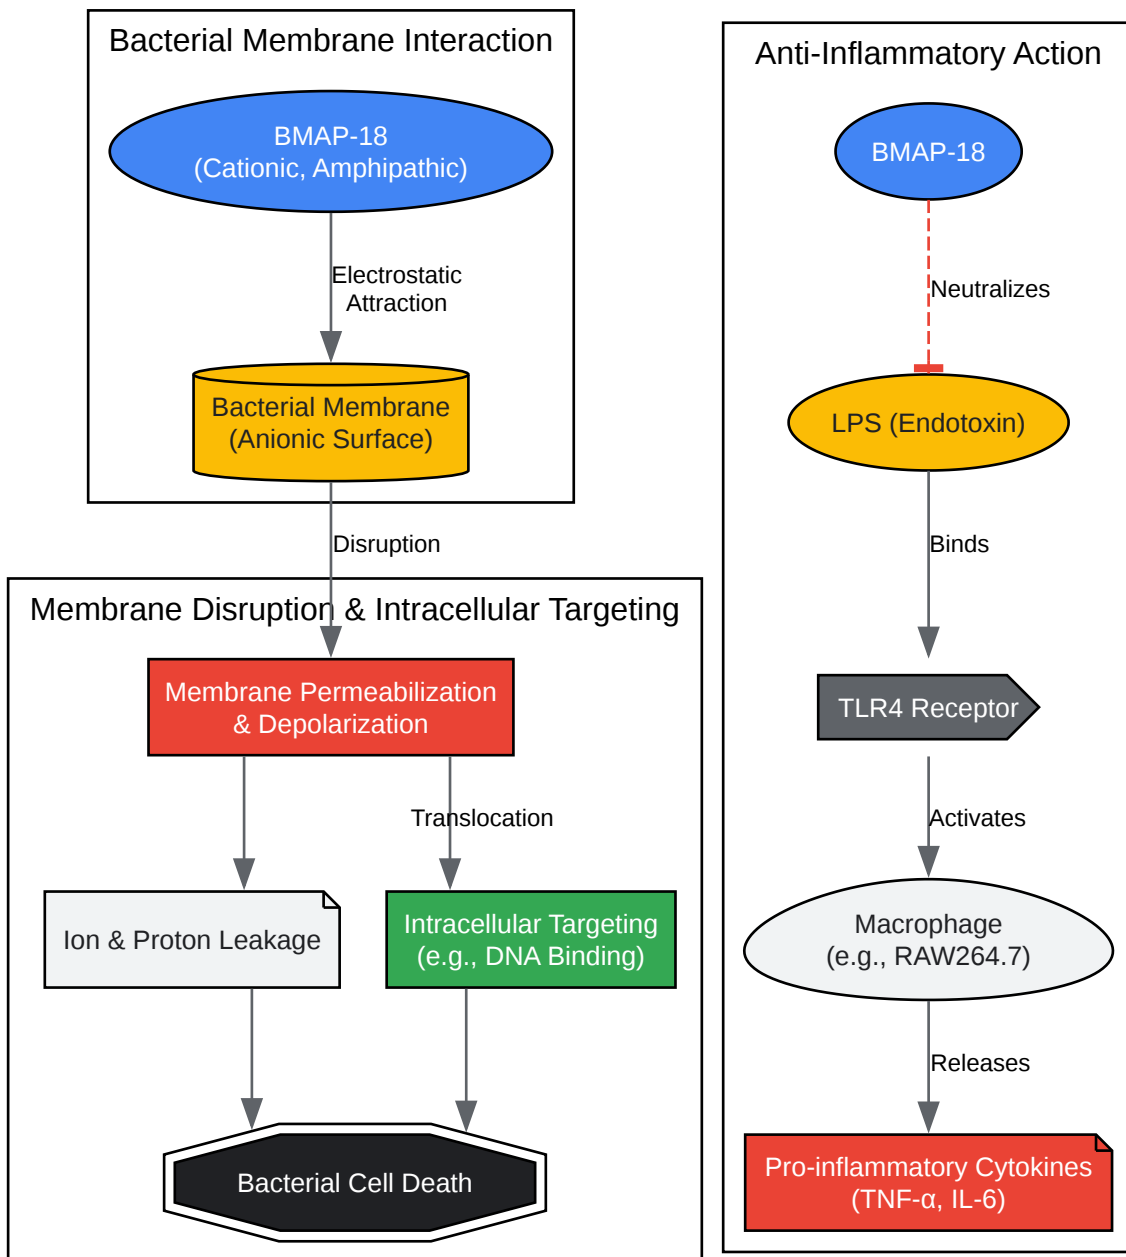 Bacterial Membrane Interaction
BMAP-18
(Cationic, Amphipathic)
Electrostatic
Attraction
Bacterial Membrane
(Anionic Surface)
Disruption
Membrane Disruption & Intracellular Targeting
Membrane Permeabilization
& Depolarization
Translocation
Ion & Proton Leakage
Intracellular Targeting
(e.g., DNA Binding)
Bacterial Cell Death
Anti-Inflammatory Action
BMAP-18
Neutralizes
LPS (Endotoxin)
Binds
TLR4 Receptor
Activates
Macrophage
(e.g., RAW264.7)
Releases
Pro-inflammatory Cytokines
(TNF-α, IL-6)